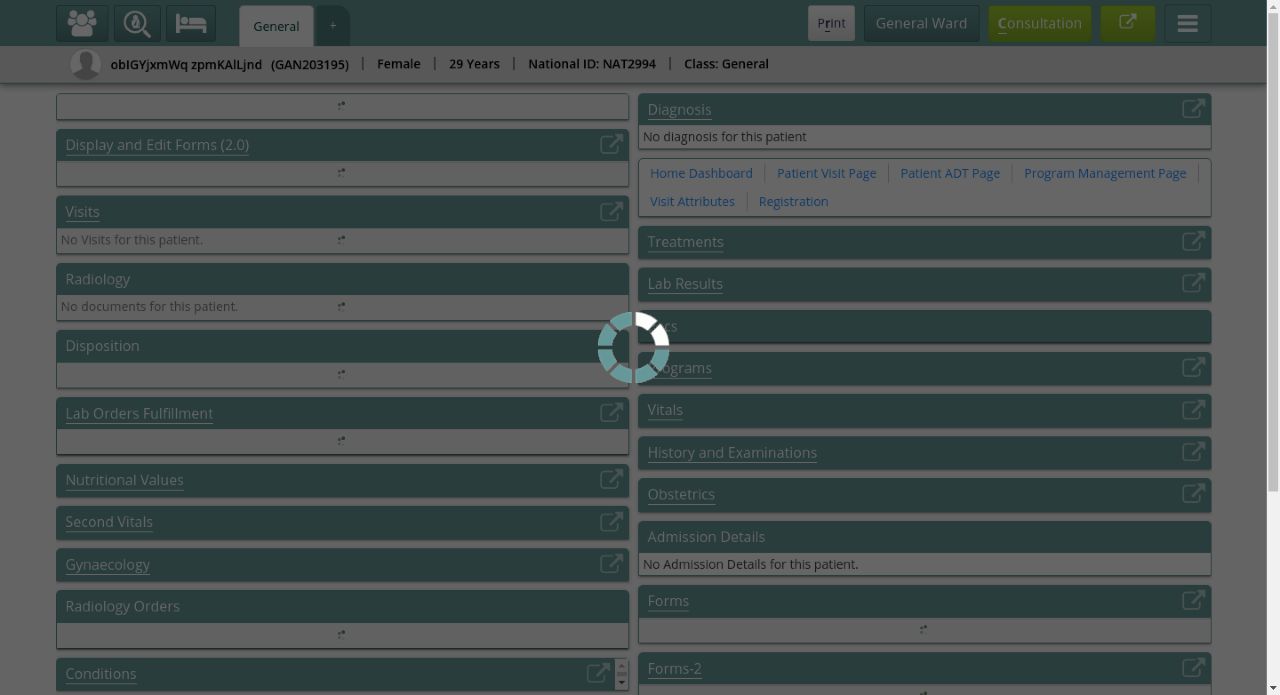 General
+
Print
General Ward
Consultation
obIGYjxmWq zpmKAlLjnd (GAN203195) | Female | 29 Years | National ID: NAT2994 | Class: General
Display and Edit Forms (2.0)
Visits
No Visits for this patient.
Radiology
No documents for this patient.
Disposition
Lab Orders Fulfillment
Nutritional Values
Second Vitals
Gynaecology
Radiology Orders
Conditions
Diagnosis
No diagnosis for this patient
Home Dashboard | Patient Visit Page | Patient ADT Page | Program Management Page |
Visit Attributes | Registration
Treatments
Lab Results
Vitals
History and Examinations
Obstetrics
Admission Details
No Admission Details for this patient.
Forms
Forms-2